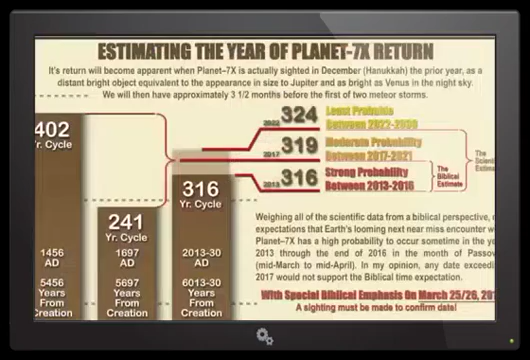 ESTIMATING THE YEAR OF PLANET-7X RETURN
It's return will become apparent when Planet–7X is actually sighted in December (Hanukkah) the prior year, as a
distant bright object equivalent to the appearance in size to Jupiter and as bright as Venus in the night sky.
We will then have approximately 3 1/2 months before the first of two meteor storms.
402
Yr. Cycle
1456
AD
5456
Years
From
Creation
241
Yr. Cycle
1697
AD
5697
Years
From
Creation
316
Yr. Cycle
2013-30
AD
6013-30
Years
From
Creation
2022 324 Least Probable
Between 2022-2030
2017 319 Moderate Probability
Between 2017-2021
2013 316 Strong Probability
Between 2013-2016
The
Biblical
Estimate
The
Scient
Estima
Weighing all of the scientific data from a biblical perspective,
expectations that Earth's looming next near miss encounter w
Planet–7X has a high probability to occur sometime in the ye
2013 through the end of 2016 in the month of Passov
(mid-March to mid-April). In my opinion, any date exceedi
2017 would not support the Biblical time expectation.
With Special Biblical Emphasis On March 25/26, 201
A sighting must be made to confirm date!